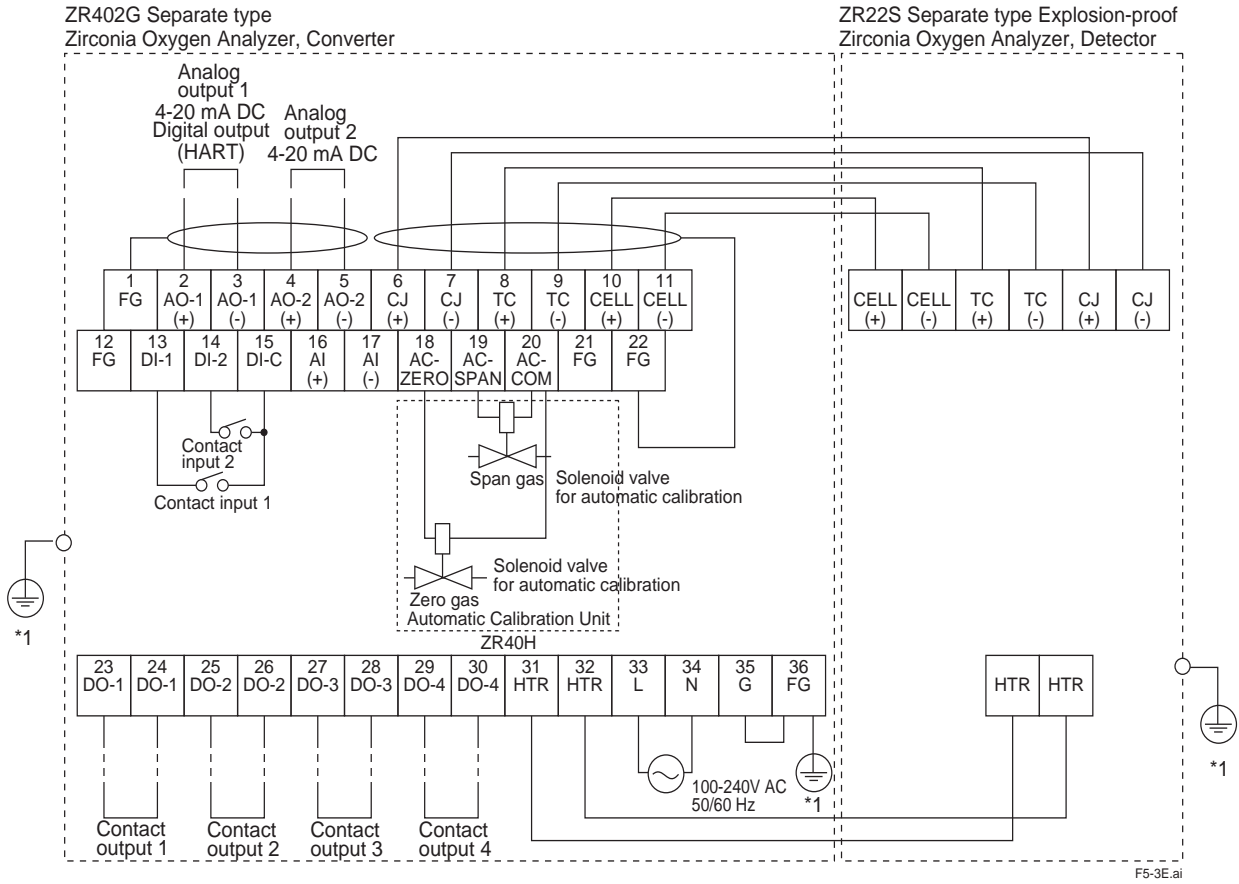 ZR402G Separate type
Zirconia Oxygen Analyzer, Converter
ZR22S Separate type Explosion-proof
Zirconia Oxygen Analyzer, Detector
Analog
output 1
4-20 mA DC
Digital output
(HART)
Analog
output 2
4-20 mA DC
1 2 3 4 5 6 7 8 9 10 11
FG AO-1 AO-1 AO-2 AO-2 CJ CJ TC TC CELL CELL
(+) (-) (+) (-) (+) (-) (+) (-) (+) (-)
CELL CELL TC TC CJ CJ
(+) (-) (+) (-) (+) (-)
12 13 14 15 16 17 18 19 20 21 22
FG DI-1 DI-2 DI-C AI AI AC- AC- AC- FG FG
(+) (-) ZERO SPAN COM
Contact
input 2
Contact input 1
Span gas
Solenoid valve
for automatic calibration
Solenoid valve
for automatic calibration
Zero gas
Automatic Calibration Unit
ZR40H
*1
23 24 25 26 27 28 29 30 31 32 33 34 35 36
DO-1 DO-1 DO-2 DO-2 DO-3 DO-3 DO-4 DO-4 HTR HTR L N G FG
HTR HTR
*1
100-240V AC
50/60 Hz
*1
Contact
output 1
Contact
output 2
Contact
output 3
Contact
output 4
F5-3E.ai